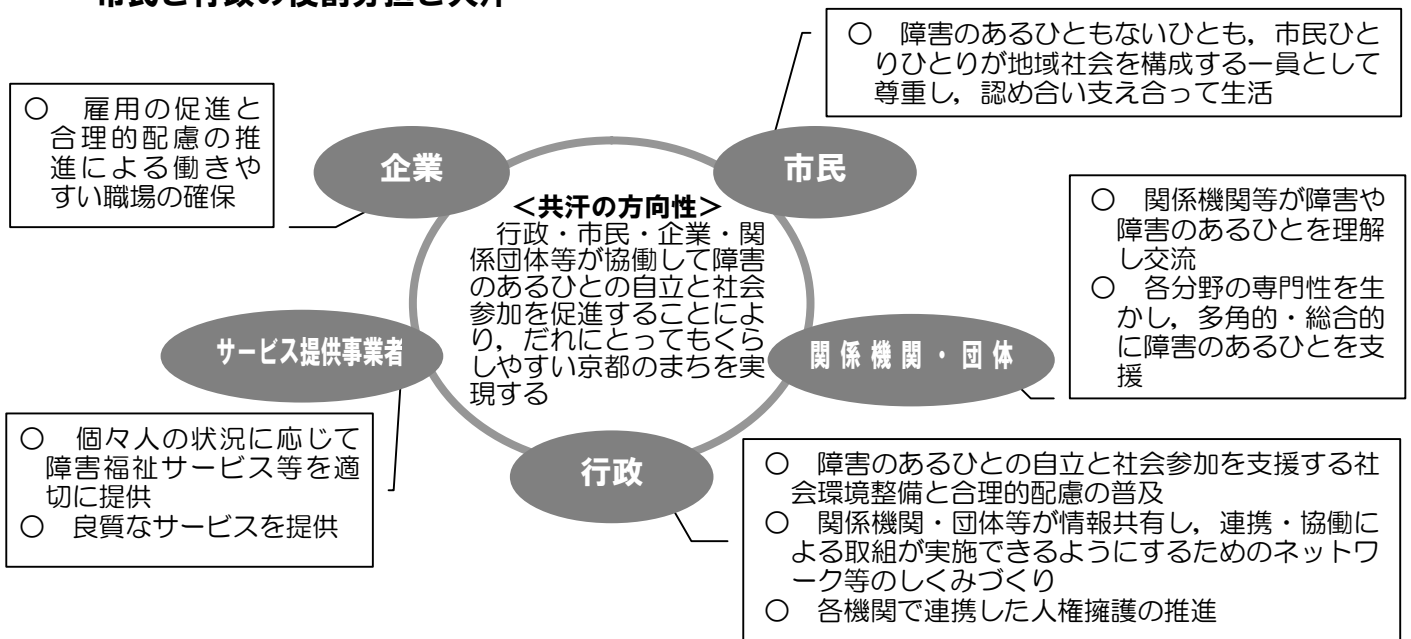 市民と行政の役割分担と共汗
○　障害のあるひともないひとも，市民ひと
りひとりが地域社会を構成する一員として
尊重し，認め合い支え合って生活
○　雇用の促進と
合理的配慮の推
進による働きや
すい職場の確保
企業
市民
＜共汗の方向性＞
行政・市民・企業・関
係団体等が協働して障害
のあるひとの自立と社会
参加を促進することによ
り，だれにとってもくら
しやすい京都のまちを実
現する
○　関係機関等が障害や
障害のあるひとを理解
し交流
○　各分野の専門性を生
かし，多角的・総合的
に障害のあるひとを支
援
サービス提供事業者
関係機関・団体
○　個々人の状況に応じて
障害福祉サービス等を適
切に提供
○　良質なサービスを提供
行政
○　障害のあるひとの自立と社会参加を支援する社
会環境整備と合理的配慮の普及
○　関係機関・団体等が情報共有し，連携・協働に
よる取組が実施できるようにするためのネットワ
ーク等のしくみづくり
○　各機関で連携した人権擁護の推進